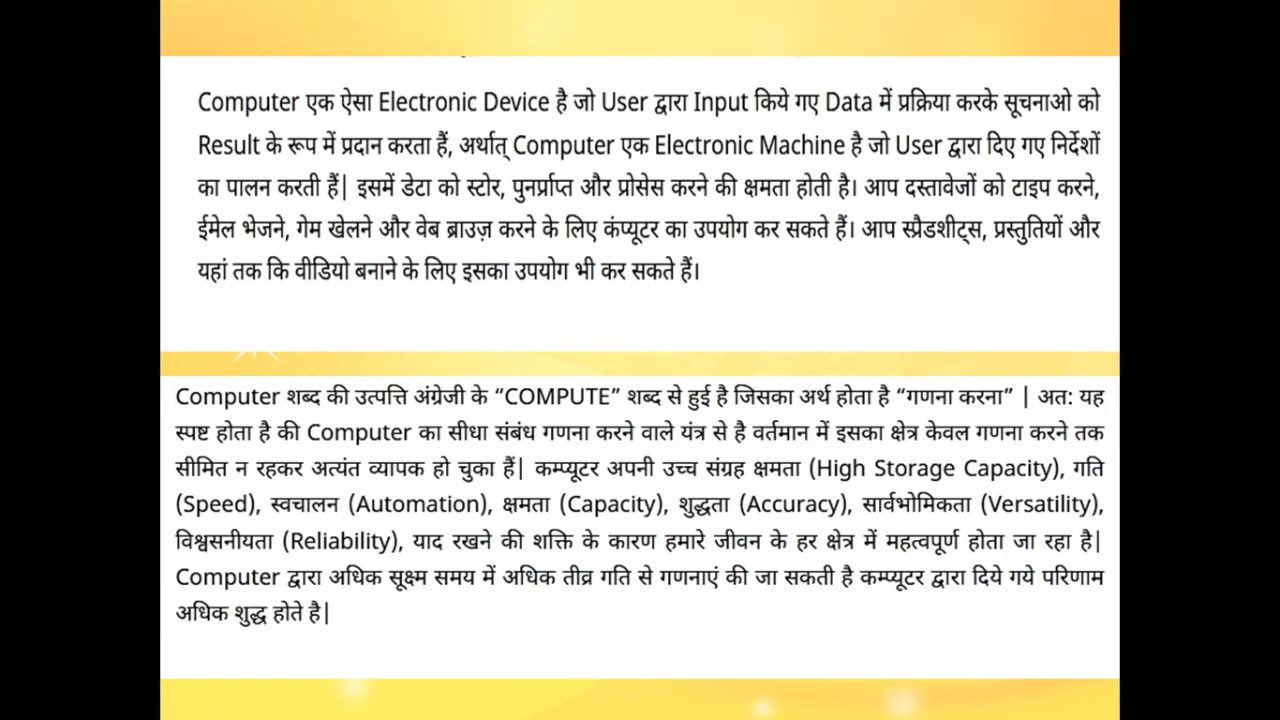 Computer एक ऐसा Electronic Device है जो User द्वारा Input किये गए Data में प्रक्रिया करके सूचनाओ को
Result के रूप में प्रदान करता हैं, अर्थात् Computer एक Electronic Machine है जो User द्वारा दिए गए निर्देशों
का पालन करती हैं| इसमें डेटा को स्टोर, पुनर्प्राप्त और प्रोसेस करने की क्षमता होती है। आप दस्तावेजों को टाइप करने,
ईमेल भेजने, गेम खेलने और वेब ब्राउज़ करने के लिए कंप्यूटर का उपयोग कर सकते हैं। आप स्प्रैडशीट्स, प्रस्तुतियों और
यहां तक कि वीडियो बनाने के लिए इसका उपयोग भी कर सकते हैं।
Computer शब्द की उत्पत्ति अंग्रेजी के “COMPUTE” शब्द से हुई है जिसका अर्थ होता है “गणना करना” | अत: यह
स्पष्ट होता है की Computer का सीधा संबंध गणना करने वाले यंत्र से है वर्तमान में इसका क्षेत्र केवल गणना करने तक
सीमित न रहकर अत्यंत व्यापक हो चुका हैं| कम्प्यूटर अपनी उच्च संग्रह क्षमता (High Storage Capacity), गति
(Speed), स्वचालन (Automation), क्षमता (Capacity), शुद्धता (Accuracy), सार्वभोमिकता (Versatility),
विश्वसनीयता (Reliability), याद रखने की शक्ति के कारण हमारे जीवन के हर क्षेत्र में महत्वपूर्ण होता जा रहा है|
Computer द्वारा अधिक सूक्ष्म समय में अधिक तीव्र गति से गणनाएं की जा सकती है कम्प्यूटर द्वारा दिये गये परिणाम
अधिक शुद्ध होते है|